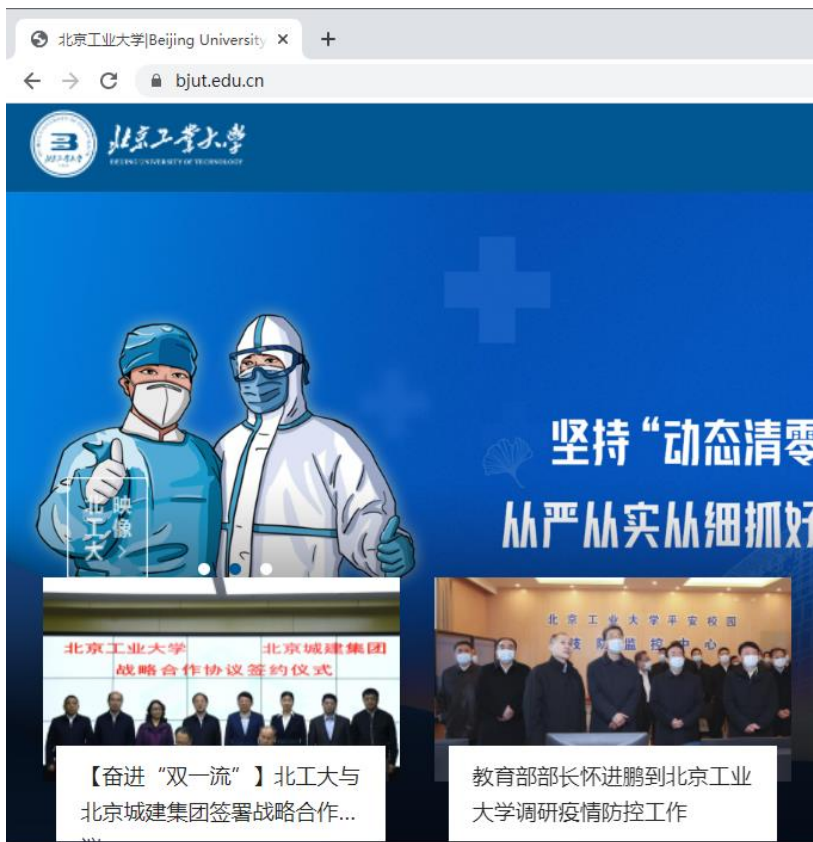 北京工业大学|Beijing University
bjut.edu.cn
北京工业大学
BEIJING UNIVERSITY OF TECHNOLOGY
坚持“动态清零
从严从实从细抓好
映像
北工大
北京工业大学 北京城建集团
战略合作协议签约仪式
北京工业大学平安校园
技防监控中心
【奋进“双一流”】北工大与
北京城建集团签署战略合作...
教育部部长怀进鹏到北京工业
大学调研疫情防控工作